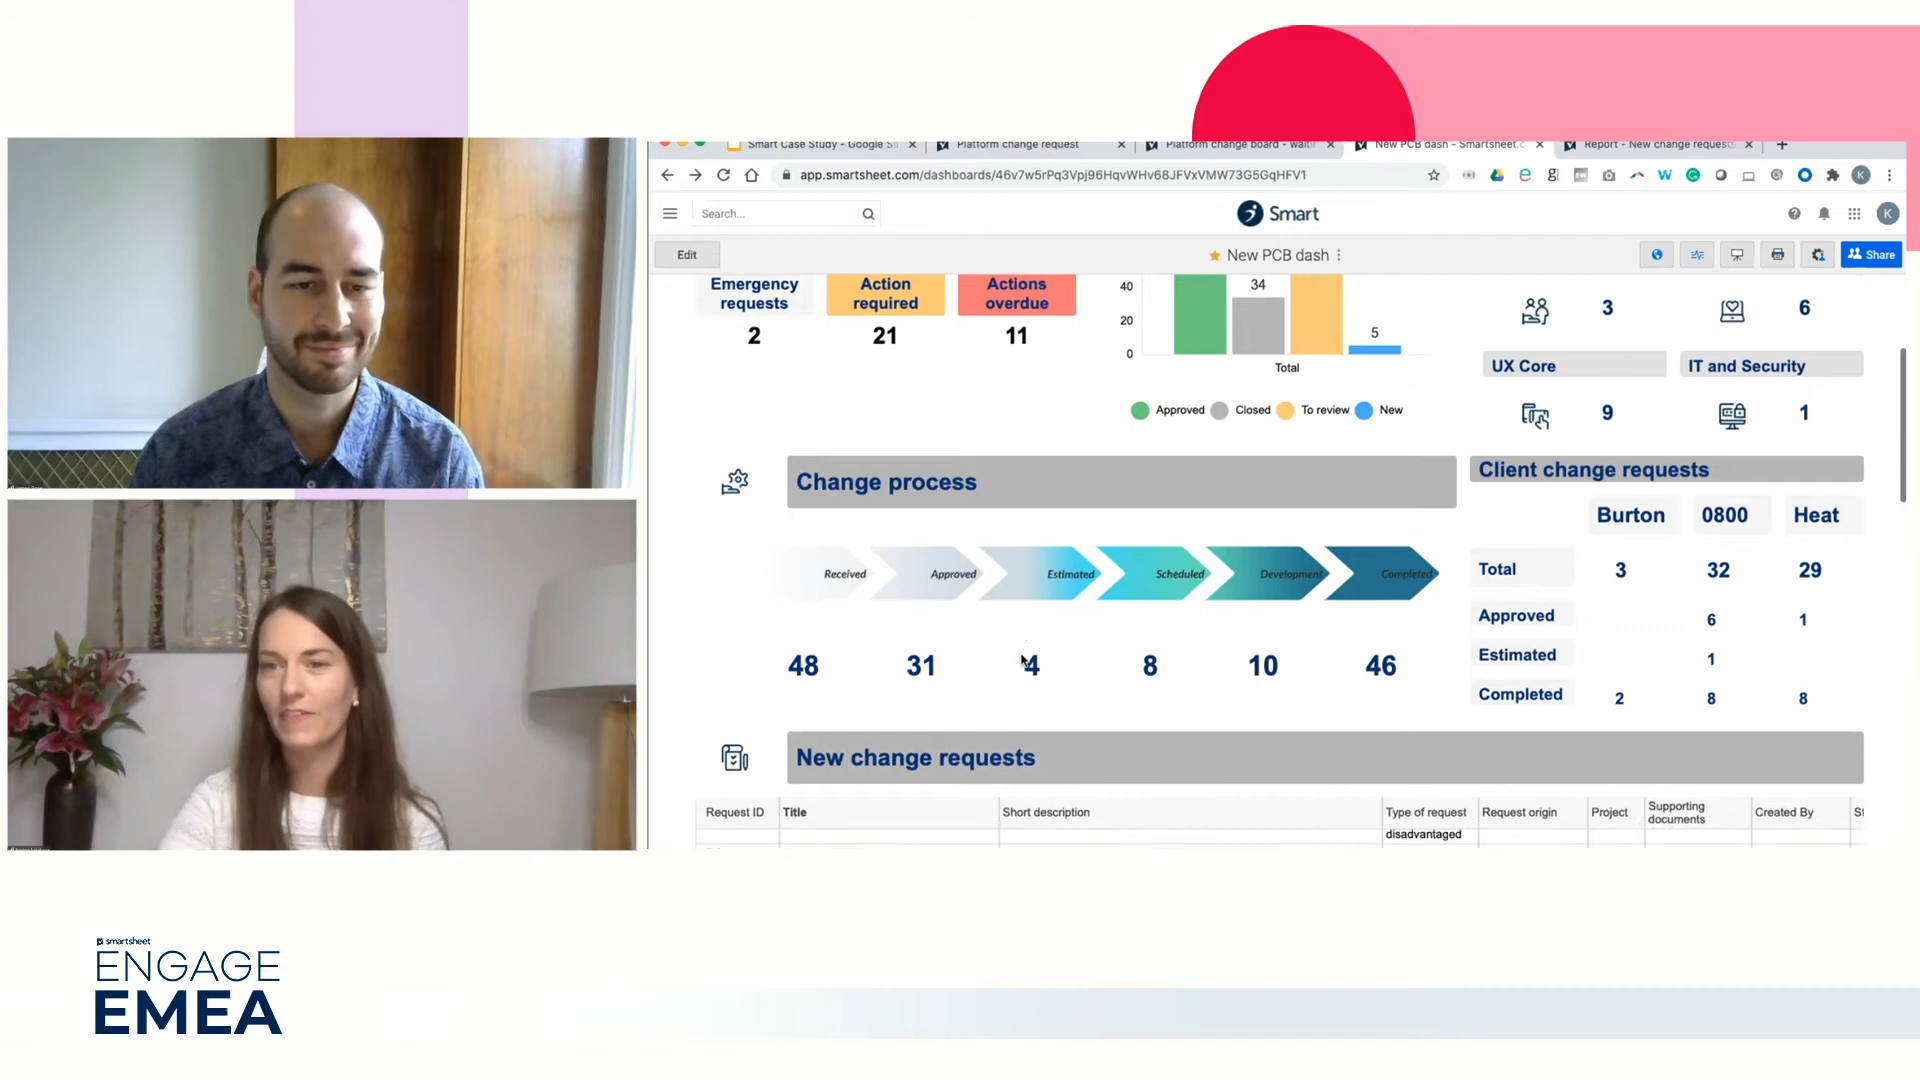 Smart Case Study - Google Sl
Platform change request
Platform change board - wait
New PCB dash - Smartsheet.c
Report - New change requests
app.smartsheet.com/dashboards/46v7w5rPq3Vpj96HqvWHv68JFVxVMW73G5GqHFV1
Search...
Smart
K
Edit
New PCB dash
Share
Emergency requests
Action required
Actions overdue
2
21
11
40
20
0
34
5
Total
Approved
Closed
To review
New
3
6
UX Core
IT and Security
9
1
Change process
Received
Approved
Estimated
Scheduled
Development
Completed
48
31
4
8
10
46
Client change requests
Burton
0800
Heat
Total
3
32
29
Approved
6
1
Estimated
1
Completed
2
8
8
New change requests
Request ID
Title
Short description
Type of request
Request origin
Project
Supporting documents
Created By
St
disadvantaged
smartsheet
ENGAGE
EMEA